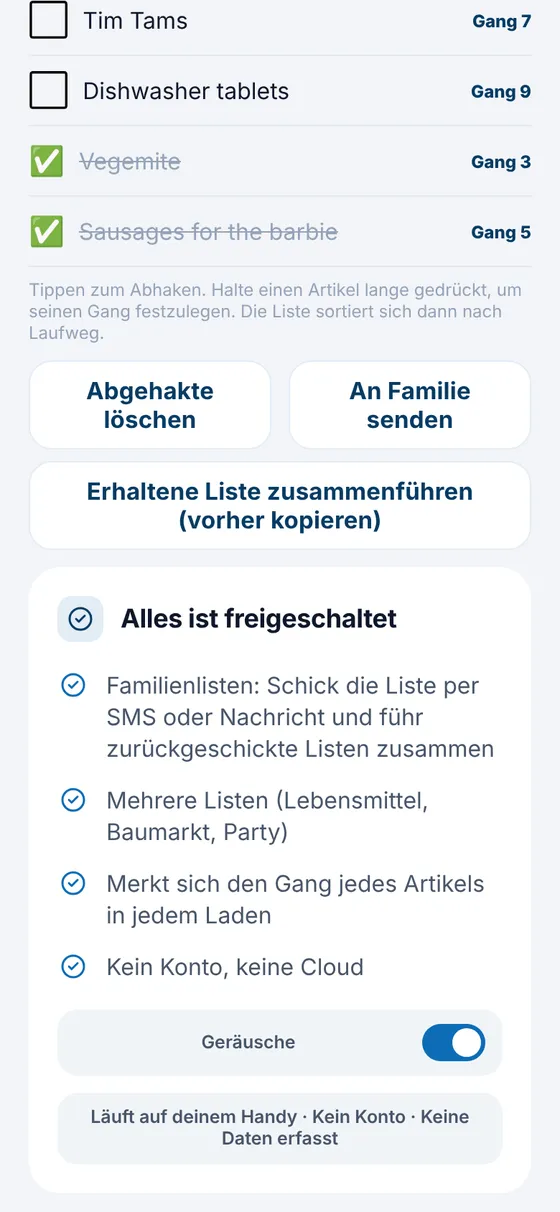 Tim Tams
Gang 7
Dishwasher tablets
Gang 9
Vegemite
Gang 3
Sausages for the barbie
Gang 5
Tippen zum Abhaken. Halte einen Artikel lange gedrückt, um
seinen Gang festzulegen. Die Liste sortiert sich dann nach
Laufweg.
Abgehakte
löschen
An Familie
senden
Erhaltene Liste zusammenführen
(vorher kopieren)
Alles ist freigeschaltet
Familienlisten: Schick die Liste per
SMS oder Nachricht und führ
zurückgeschickte Listen zusammen
Mehrere Listen (Lebensmittel,
Baumarkt, Party)
Merkt sich den Gang jedes Artikels
in jedem Laden
Kein Konto, keine Cloud
Geräusche
Läuft auf deinem Handy · Kein Konto · Keine
Daten erfasst